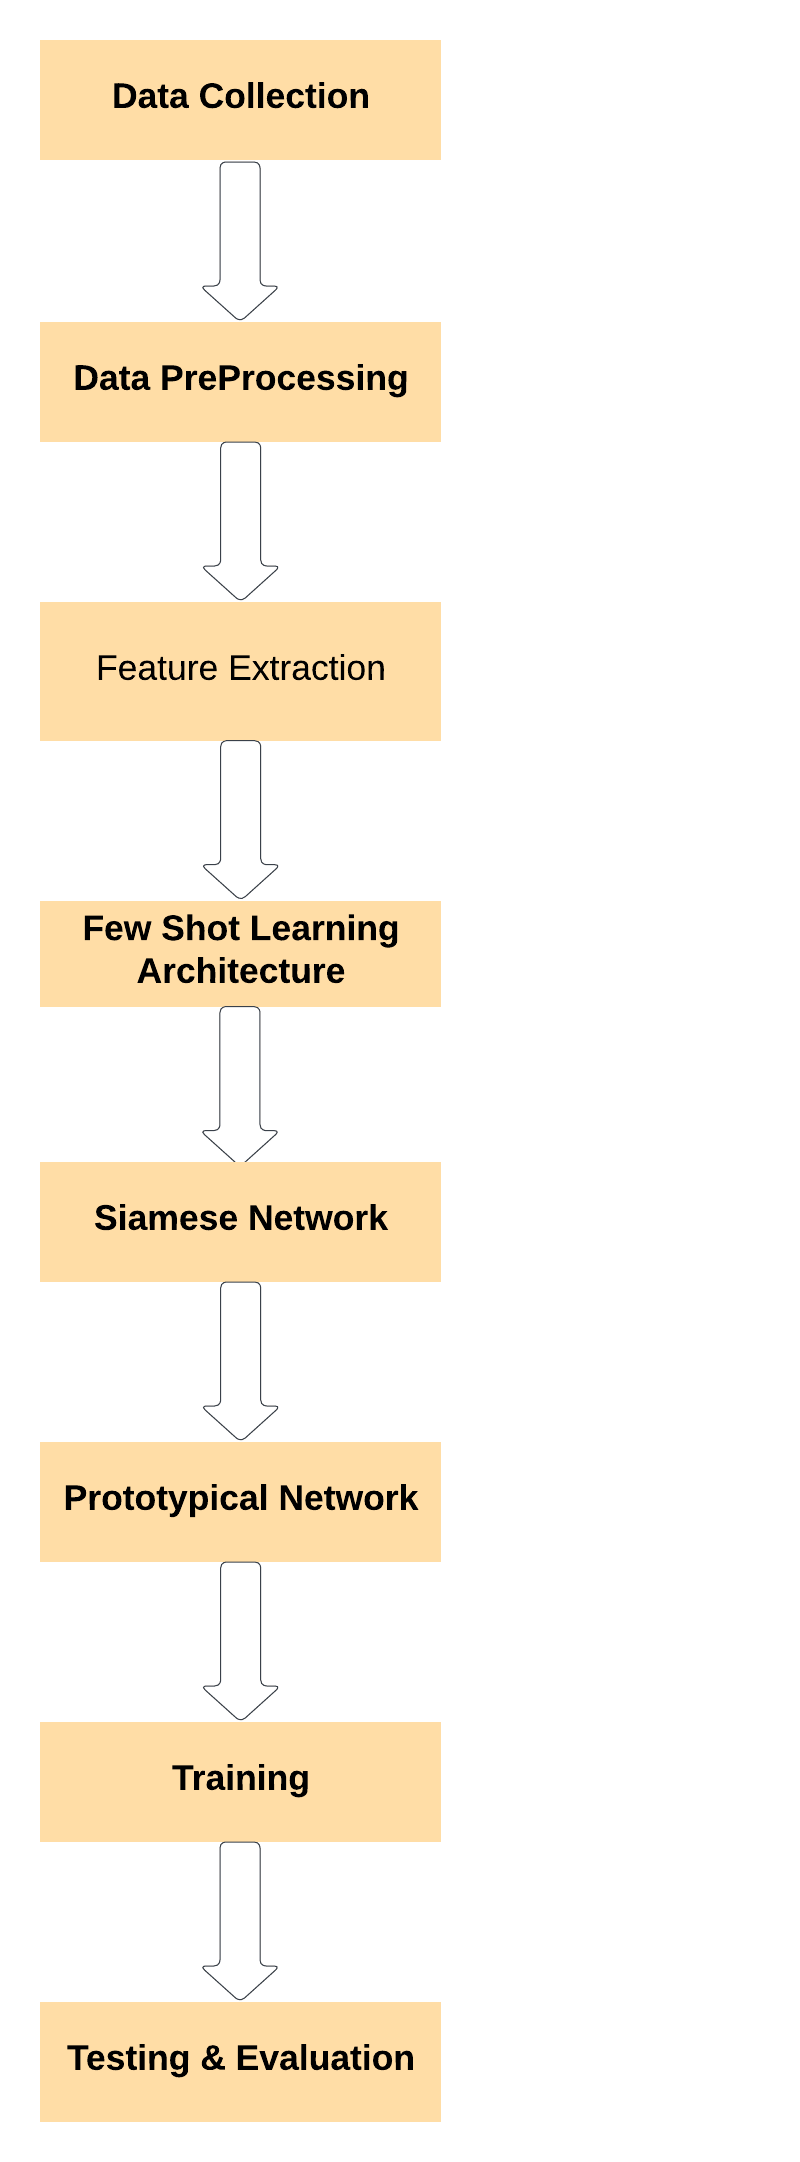 Data Collection
Data PreProcessing
Feature Extraction
Few Shot Learning
Architecture
Siamese Network
Prototypical Network
Training
Testing & Evaluation